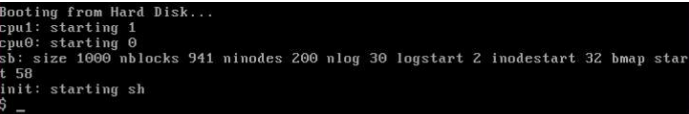 Booting from Hard Disk...
cpu1: starting 1
cpu0: starting 0
sb: size 1000 nblocks 941 ninodes 200 nlog 30 logstart 2 inodestart 32 bmap star
t 58
init: starting sh
$ _